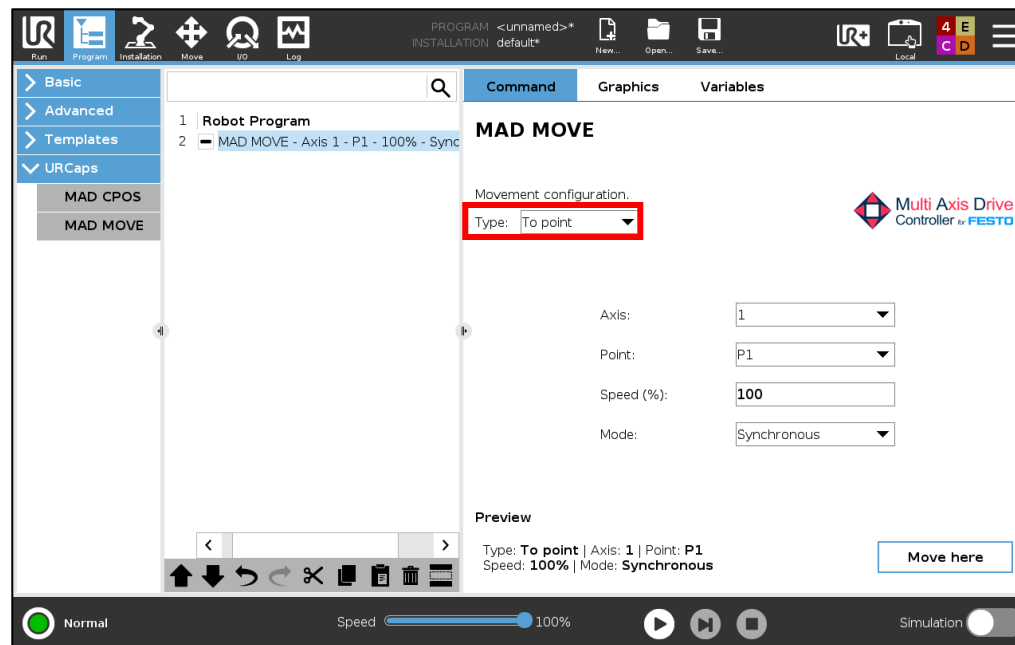 UR
Run
Program
Installation
Move
I/O
Log
PROGRAM <unnamed>*
INSTALLATION default*
New...
Open...
Save...
UR+
Local
4 E
C D
Basic
Advanced
Templates
URCaps
MAD CPOS
MAD MOVE
1 Robot Program
2 MAD MOVE - Axis 1 - P1 - 100% - Sync
Command Graphics Variables
MAD MOVE
Movement configuration.
Type: To point
Multi Axis Drive
Controller for FESTO
Axis: 1
Point: P1
Speed (%): 100
Mode: Synchronous
Preview
Type: To point | Axis: 1 | Point: P1
Speed: 100% | Mode: Synchronous
Move here
Normal
Speed 100%
Simulation